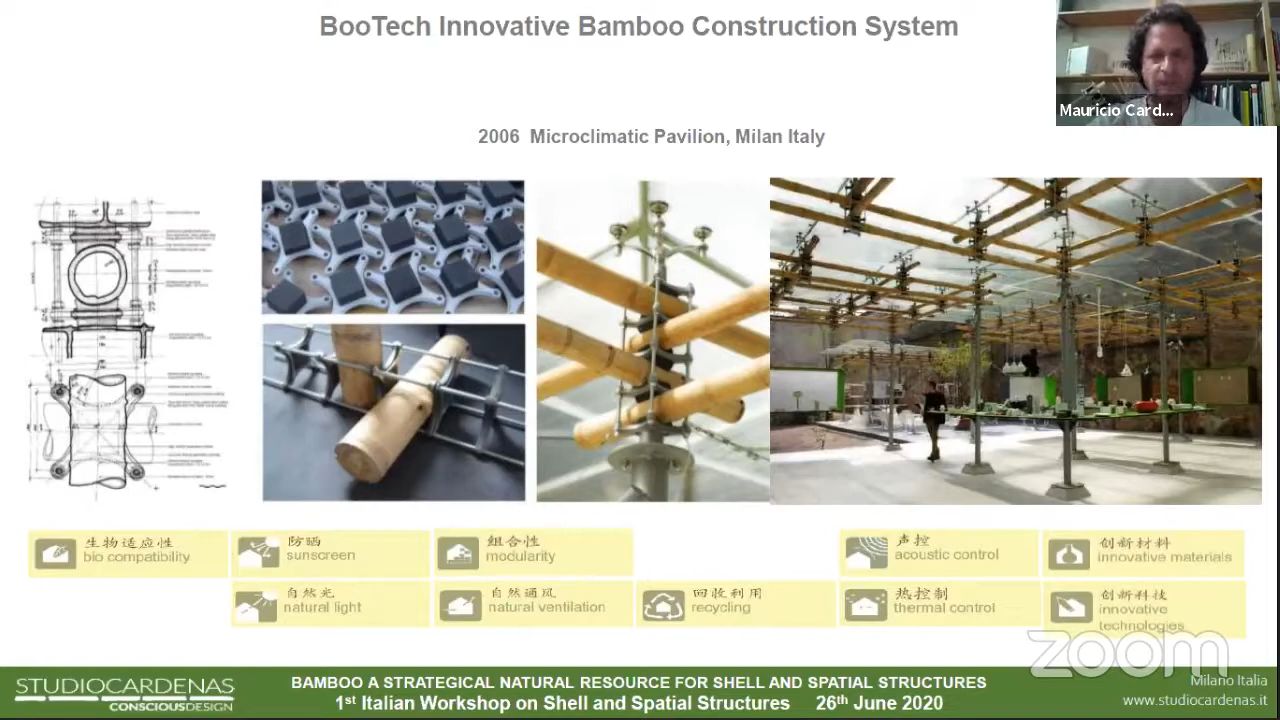 BooTech Innovative Bamboo Construction System
Mauricio Card...
2006 Microclimatic Pavilion, Milan Italy
生物适应性
bio compatibility
防晒
sunscreen
組合性
modularity
声控
acoustic control
创新材料
innovative materials
自然光
natural light
自然通风
natural ventilation
回收利用
recycling
热控制
thermal control
创新科技
innovative
technologies
zoom
STUDIOCARDENAS
CONSCIOUSDESIGN
BAMBOO A STRATEGICAL NATURAL RESOURCE FOR SHELL AND SPATIAL STRUCTURES
1st Italian Workshop on Shell and Spatial Structures 26th June 2020
Milano Italia
www.studiocardenas.it